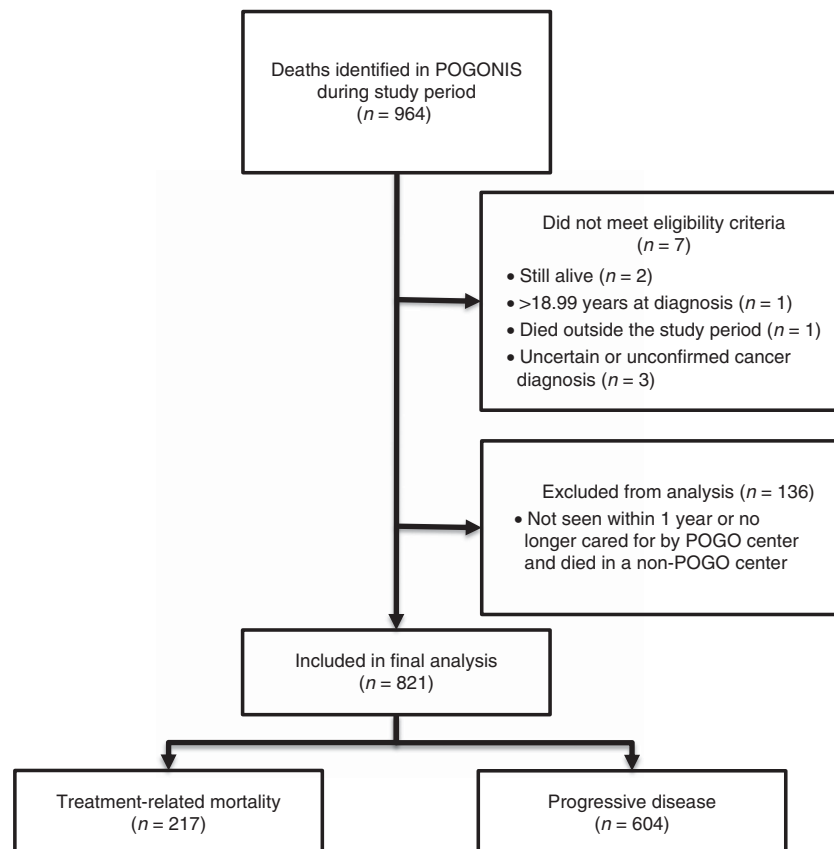 Deaths identified in POGONIS
during study period
(n = 964)
Did not meet eligibility criteria
(n = 7)
• Still alive (n = 2)
• >18.99 years at diagnosis (n = 1)
• Died outside the study period (n = 1)
• Uncertain or unconfirmed cancer
diagnosis (n = 3)
Excluded from analysis (n = 136)
• Not seen within 1 year or no
longer cared for by POGO center
and died in a non-POGO center
Included in final analysis
(n = 821)
Treatment-related mortality
(n = 217)
Progressive disease
(n = 604)